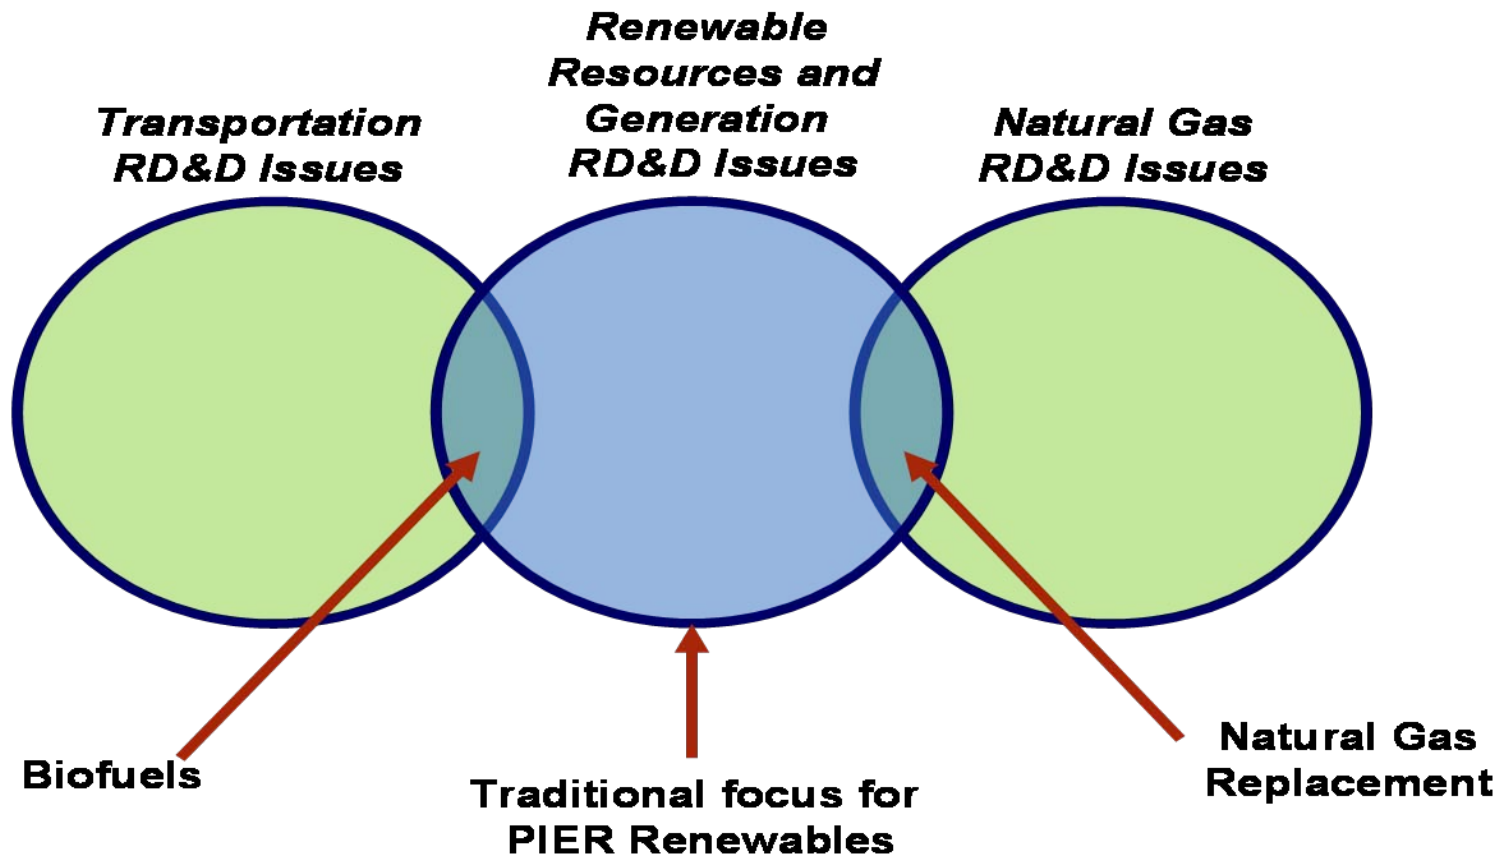 Transportation
RD&D Issues
Renewable
Resources and
Generation
RD&D Issues
Natural Gas
RD&D Issues
Biofuels
Traditional focus for
PIER Renewables
Natural Gas
Replacement